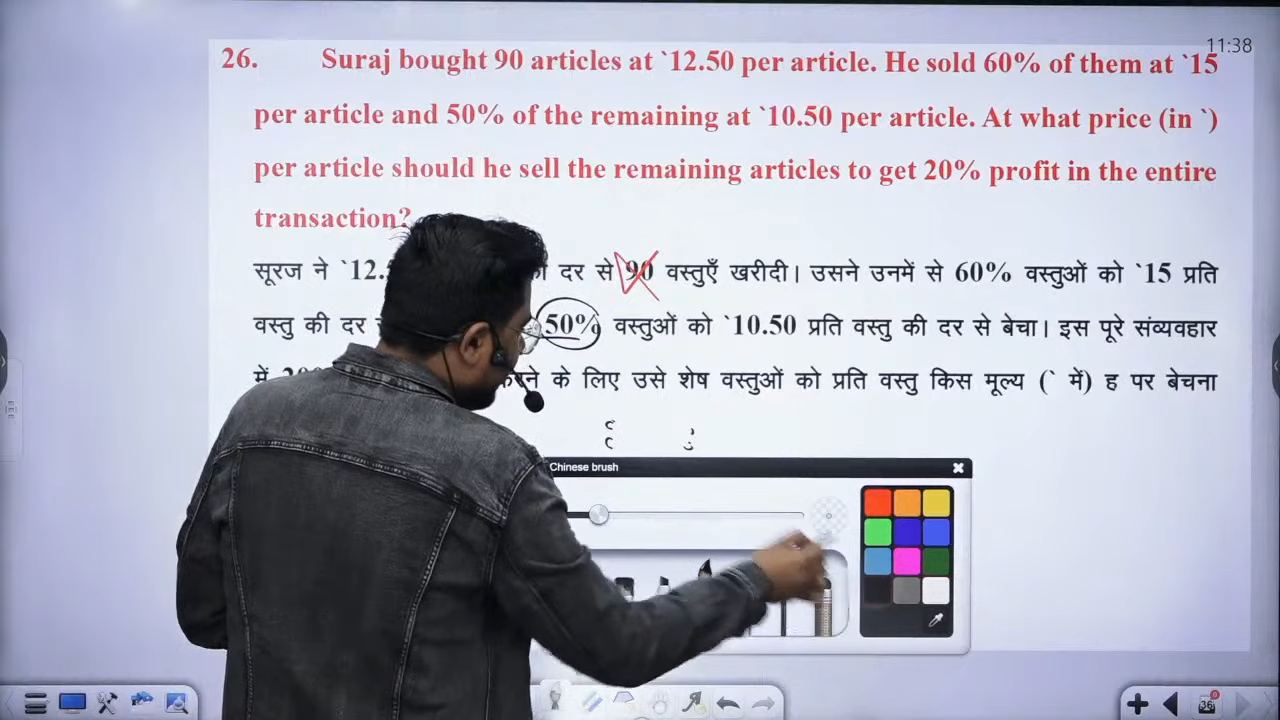 11:38
26. Suraj bought 90 articles at `12.50 per article. He sold 60% of them at `15
per article and 50% of the remaining at `10.50 per article. At what price (in `)
per article should he sell the remaining articles to get 20% profit in the entire
transaction?
सूरज ने `12. दर से 90 वस्तुएँ खरीदी। उसने उनमें से 60% वस्तुओं को `15 प्रति
वस्तु की दर 50% वस्तुओं को `10.50 प्रति वस्तु की दर से बेचा। इस पूरे संव्यवहार
में के लिए उसे शेष वस्तुओं को प्रति वस्तु किस मूल्य (` में) ह पर बेचना
Chinese brush
36